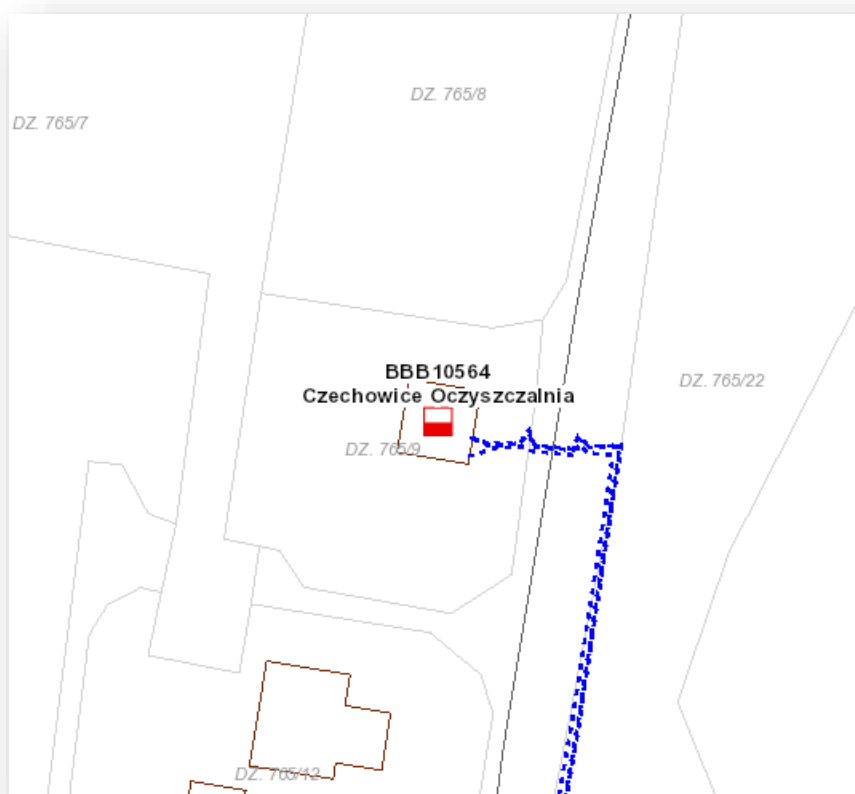 DZ. 765/8
DZ. 765/7
BBB10564
Czechowice Oczyszczalnia
DZ. 765/22
DZ. 765/9
DZ. 765/12